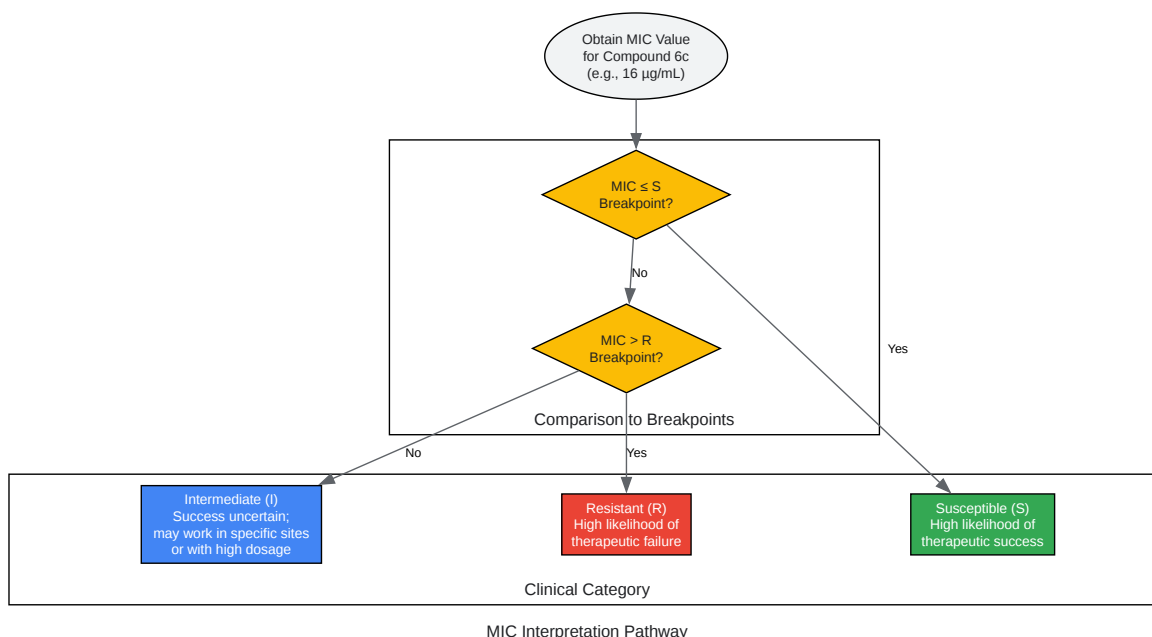 Obtain MIC Value
for Compound 6c
(e.g., 16 µg/mL)
MIC ≤ S
Breakpoint?
No
MIC > R
Breakpoint?
Yes
Comparison to Breakpoints
No
Yes
Intermediate (I)
Success uncertain;
may work in specific sites
or with high dosage
Resistant (R)
High likelihood of
therapeutic failure
Susceptible (S)
High likelihood of
therapeutic success
Clinical Category
MIC Interpretation Pathway